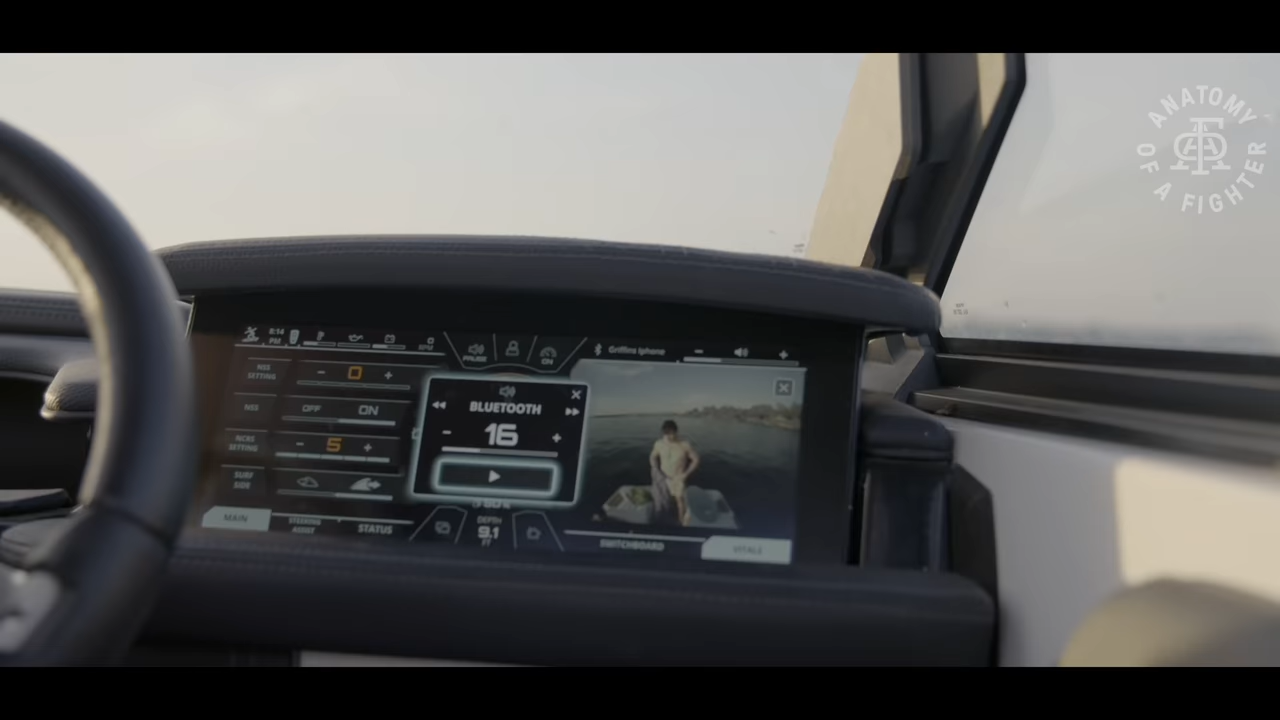 ANATOMY
OF A FIGHTER
8:14
PM
PAUSE
ON
Griffins Iphone
NSS
SETTING
- 0 +
NSS
OFF ON
NCRS
SETTING
- 5 +
SURF
SIDE
BLUETOOTH
- 16 +
MAIN
STEERING
ASSIST
STATUS
DEPTH
9.1
FT
SWITCHBOARD